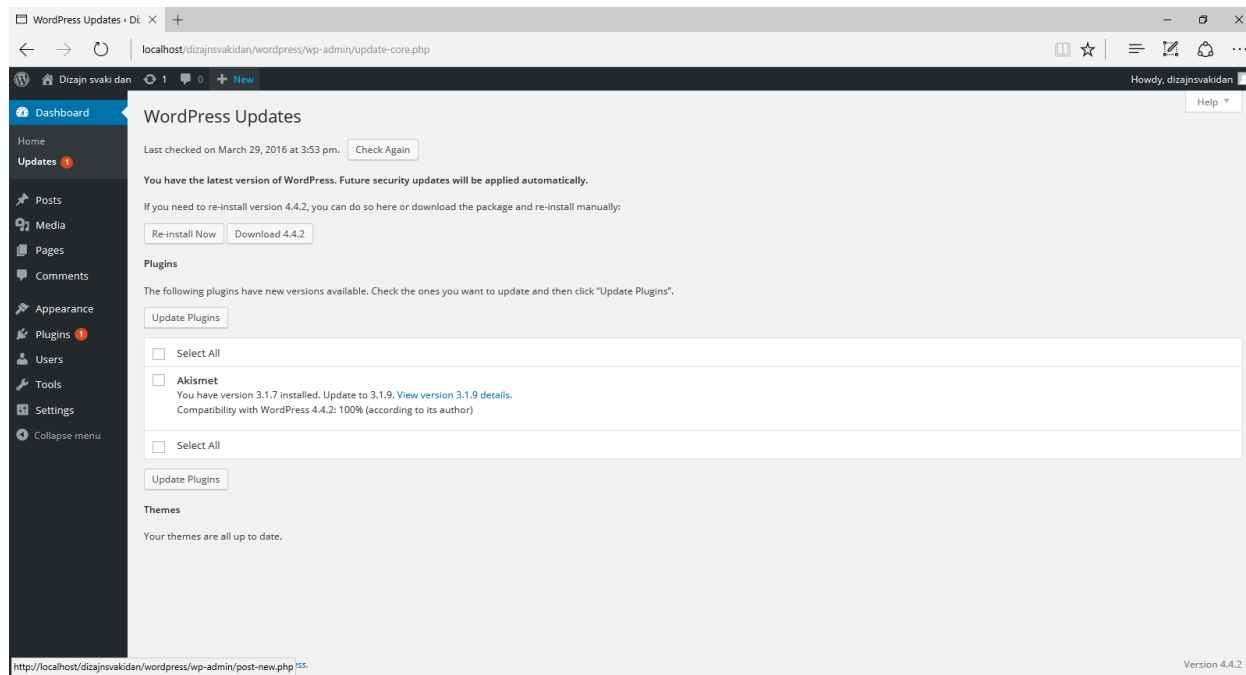 WordPress Updates ‹ Di
localhost/dizajnsvakidan/wordpress/wp-admin/update-core.php
Dizajn svaki dan 1 0 New
Howdy, dizajnsvakidan
Help
Dashboard
Home
Updates 1
Posts
Media
Pages
Comments
Appearance
Plugins 1
Users
Tools
Settings
Collapse menu
WordPress Updates
Last checked on March 29, 2016 at 3:53 pm. Check Again
You have the latest version of WordPress. Future security updates will be applied automatically.
If you need to re-install version 4.4.2, you can do so here or download the package and re-install manually:
Re-install Now Download 4.4.2
Plugins
The following plugins have new versions available. Check the ones you want to update and then click “Update Plugins”.
Update Plugins
Select All
Akismet
You have version 3.1.7 installed. Update to 3.1.9. View version 3.1.9 details.
Compatibility with WordPress 4.4.2: 100% (according to its author)
Select All
Update Plugins
Themes
Your themes are all up to date.
http://localhost/dizajnsvakidan/wordpress/wp-admin/post-new.php
Version 4.4.2